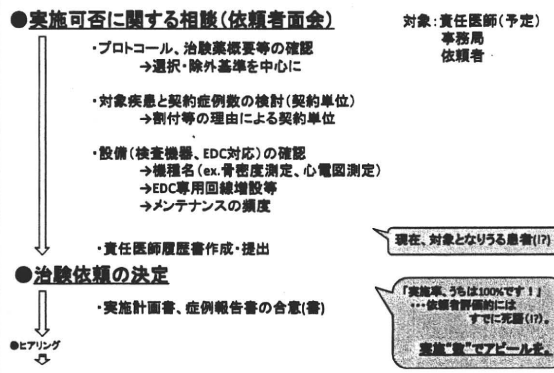 ●実施可否に関する相談(依頼者面会)
対象:責任医師(予定)
事務局
依頼者
・プロトコール、治験薬概要等の確認
→選択・除外基準を中心に
・対象疾患と契約症例数の検討(契約単位)
→割付等の理由による契約単位
・設備(検査機器、EDC対応)の確認
→機種名(ex.骨密度測定、心電図測定)
→EDC専用回線増設等
→メンテナンスの頻度
現在、対象となりうる患者(!?)
・責任医師履歴書作成・提出
●治験依頼の決定
・実施計画書、症例報告書の合意(書)
「実施率、うちは100%です!」
・・・依頼者評価的には
すでに死語(!?)。
実施“数”でアピールを。
●ヒアリング